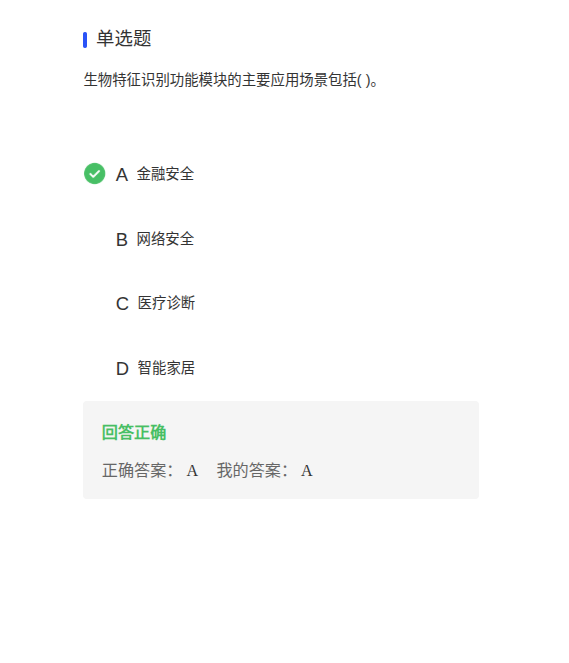 单选题
生物特征识别功能模块的主要应用场景包括( )。
A 金融安全
B 网络安全
C 医疗诊断
D 智能家居
回答正确
正确答案： A 我的答案： A